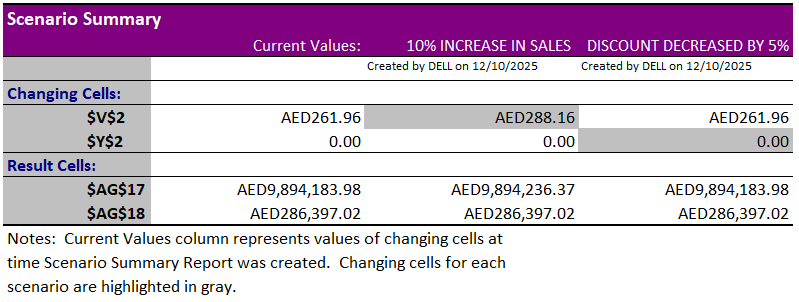 Scenario Summary
Current Values: 10% INCREASE IN SALES DISCOUNT DECREASED BY 5%
Created by DELL on 12/10/2025 Created by DELL on 12/10/2025
Changing Cells:
$V$2 AED261.96 AED288.16 AED261.96
$Y$2 0.00 0.00 0.00
Result Cells:
$AG$17 AED9,894,183.98 AED9,894,236.37 AED9,894,183.98
$AG$18 AED286,397.02 AED286,397.02 AED286,397.02
Notes: Current Values column represents values of changing cells at
time Scenario Summary Report was created. Changing cells for each
scenario are highlighted in gray.